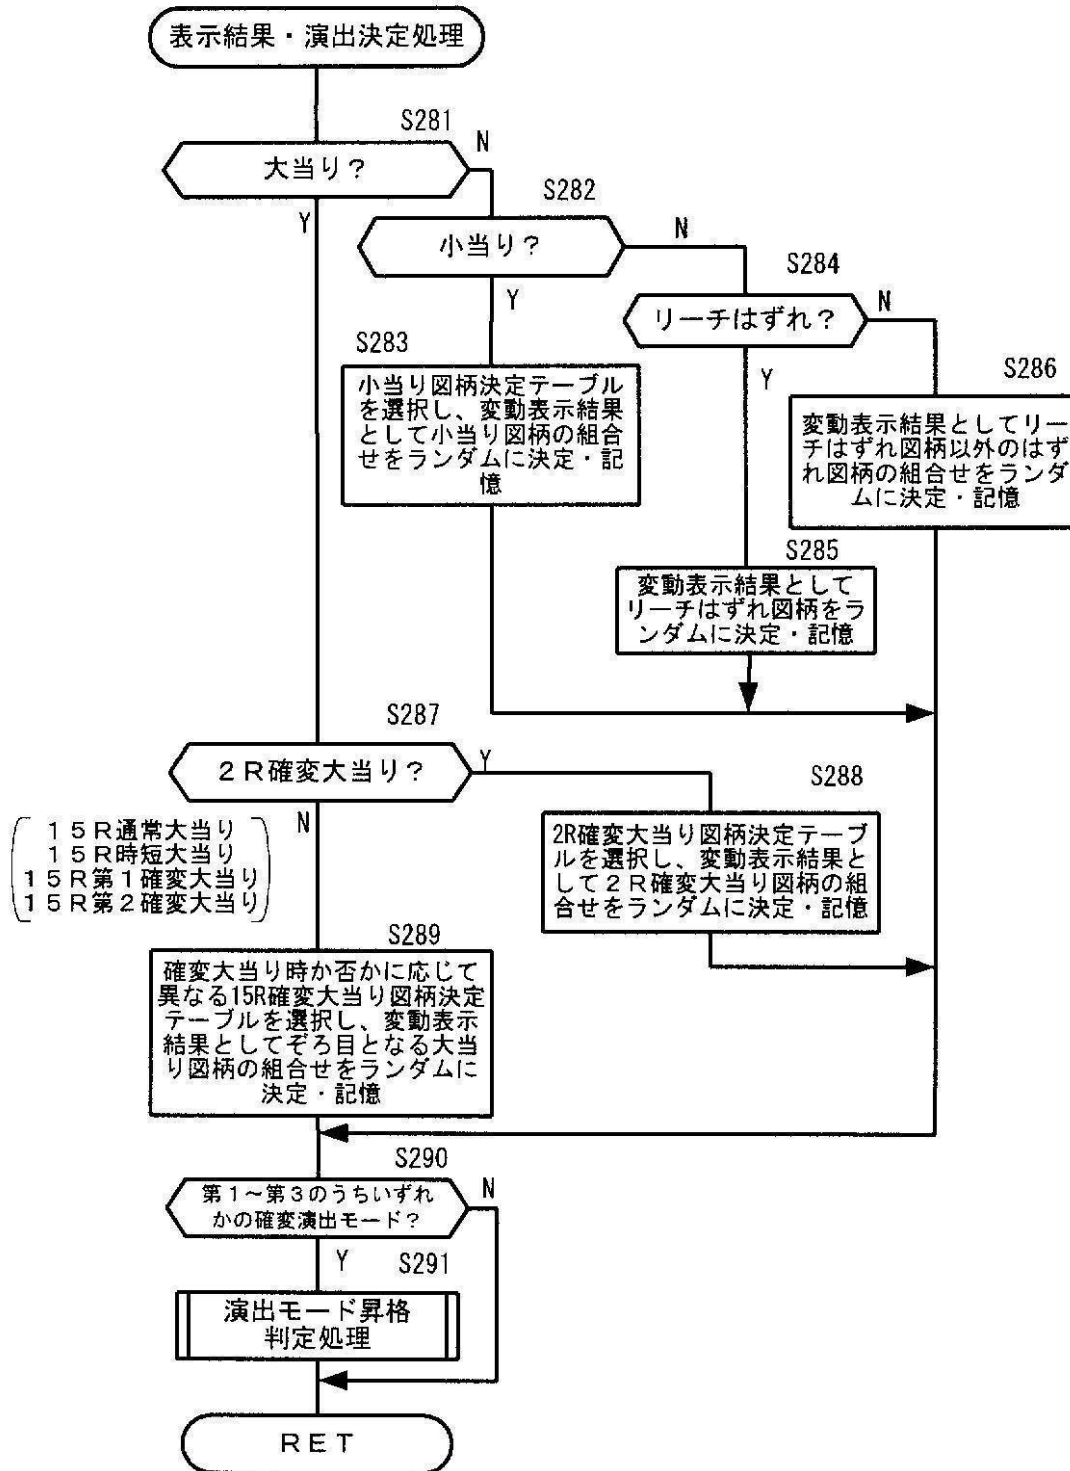 表示結果・演出決定処理
S281
N
大当り？
Y
S282
N
小当り？
Y
S284
N
リーチはずれ？
Y
S283
小当り図柄決定テーブル
を選択し、変動表示結果
として小当り図柄の組合
せをランダムに決定・記
憶
S286
変動表示結果としてリー
チはずれ図柄以外のはず
れ図柄の組合せをランダ
ムに決定・記憶
S285
変動表示結果として
リーチはずれ図柄をラ
ンダムに決定・記憶
S287
２Ｒ確変大当り？
Y
N
１５Ｒ通常大当り
１５Ｒ時短大当り
１５Ｒ第１確変大当り
１５Ｒ第２確変大当り
S288
2R確変大当り図柄決定テーブ
ルを選択し、変動表示結果と
して２Ｒ確変大当り図柄の組
合せをランダムに決定・記憶
S289
確変大当り時か否かに応じて
異なる15R確変大当り図柄決定
テーブルを選択し、変動表示
結果としてぞろ目となる大当
り図柄の組合せをランダムに
決定・記憶
S290
第１～第３のうちいずれ
かの確変演出モード？
N
Y
S291
演出モード昇格
判定処理
ＲＥＴ